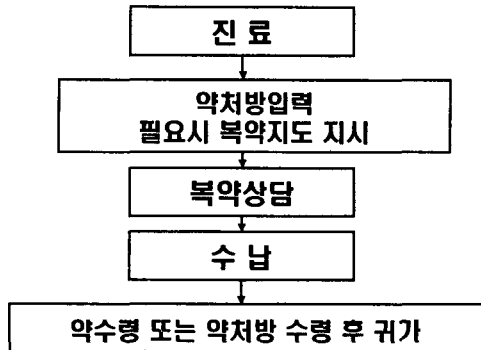 진 료
약처방입력
필요시 복약지도 지시
복약상담
수 납
약수령 또는 약처방 수령 후 귀가